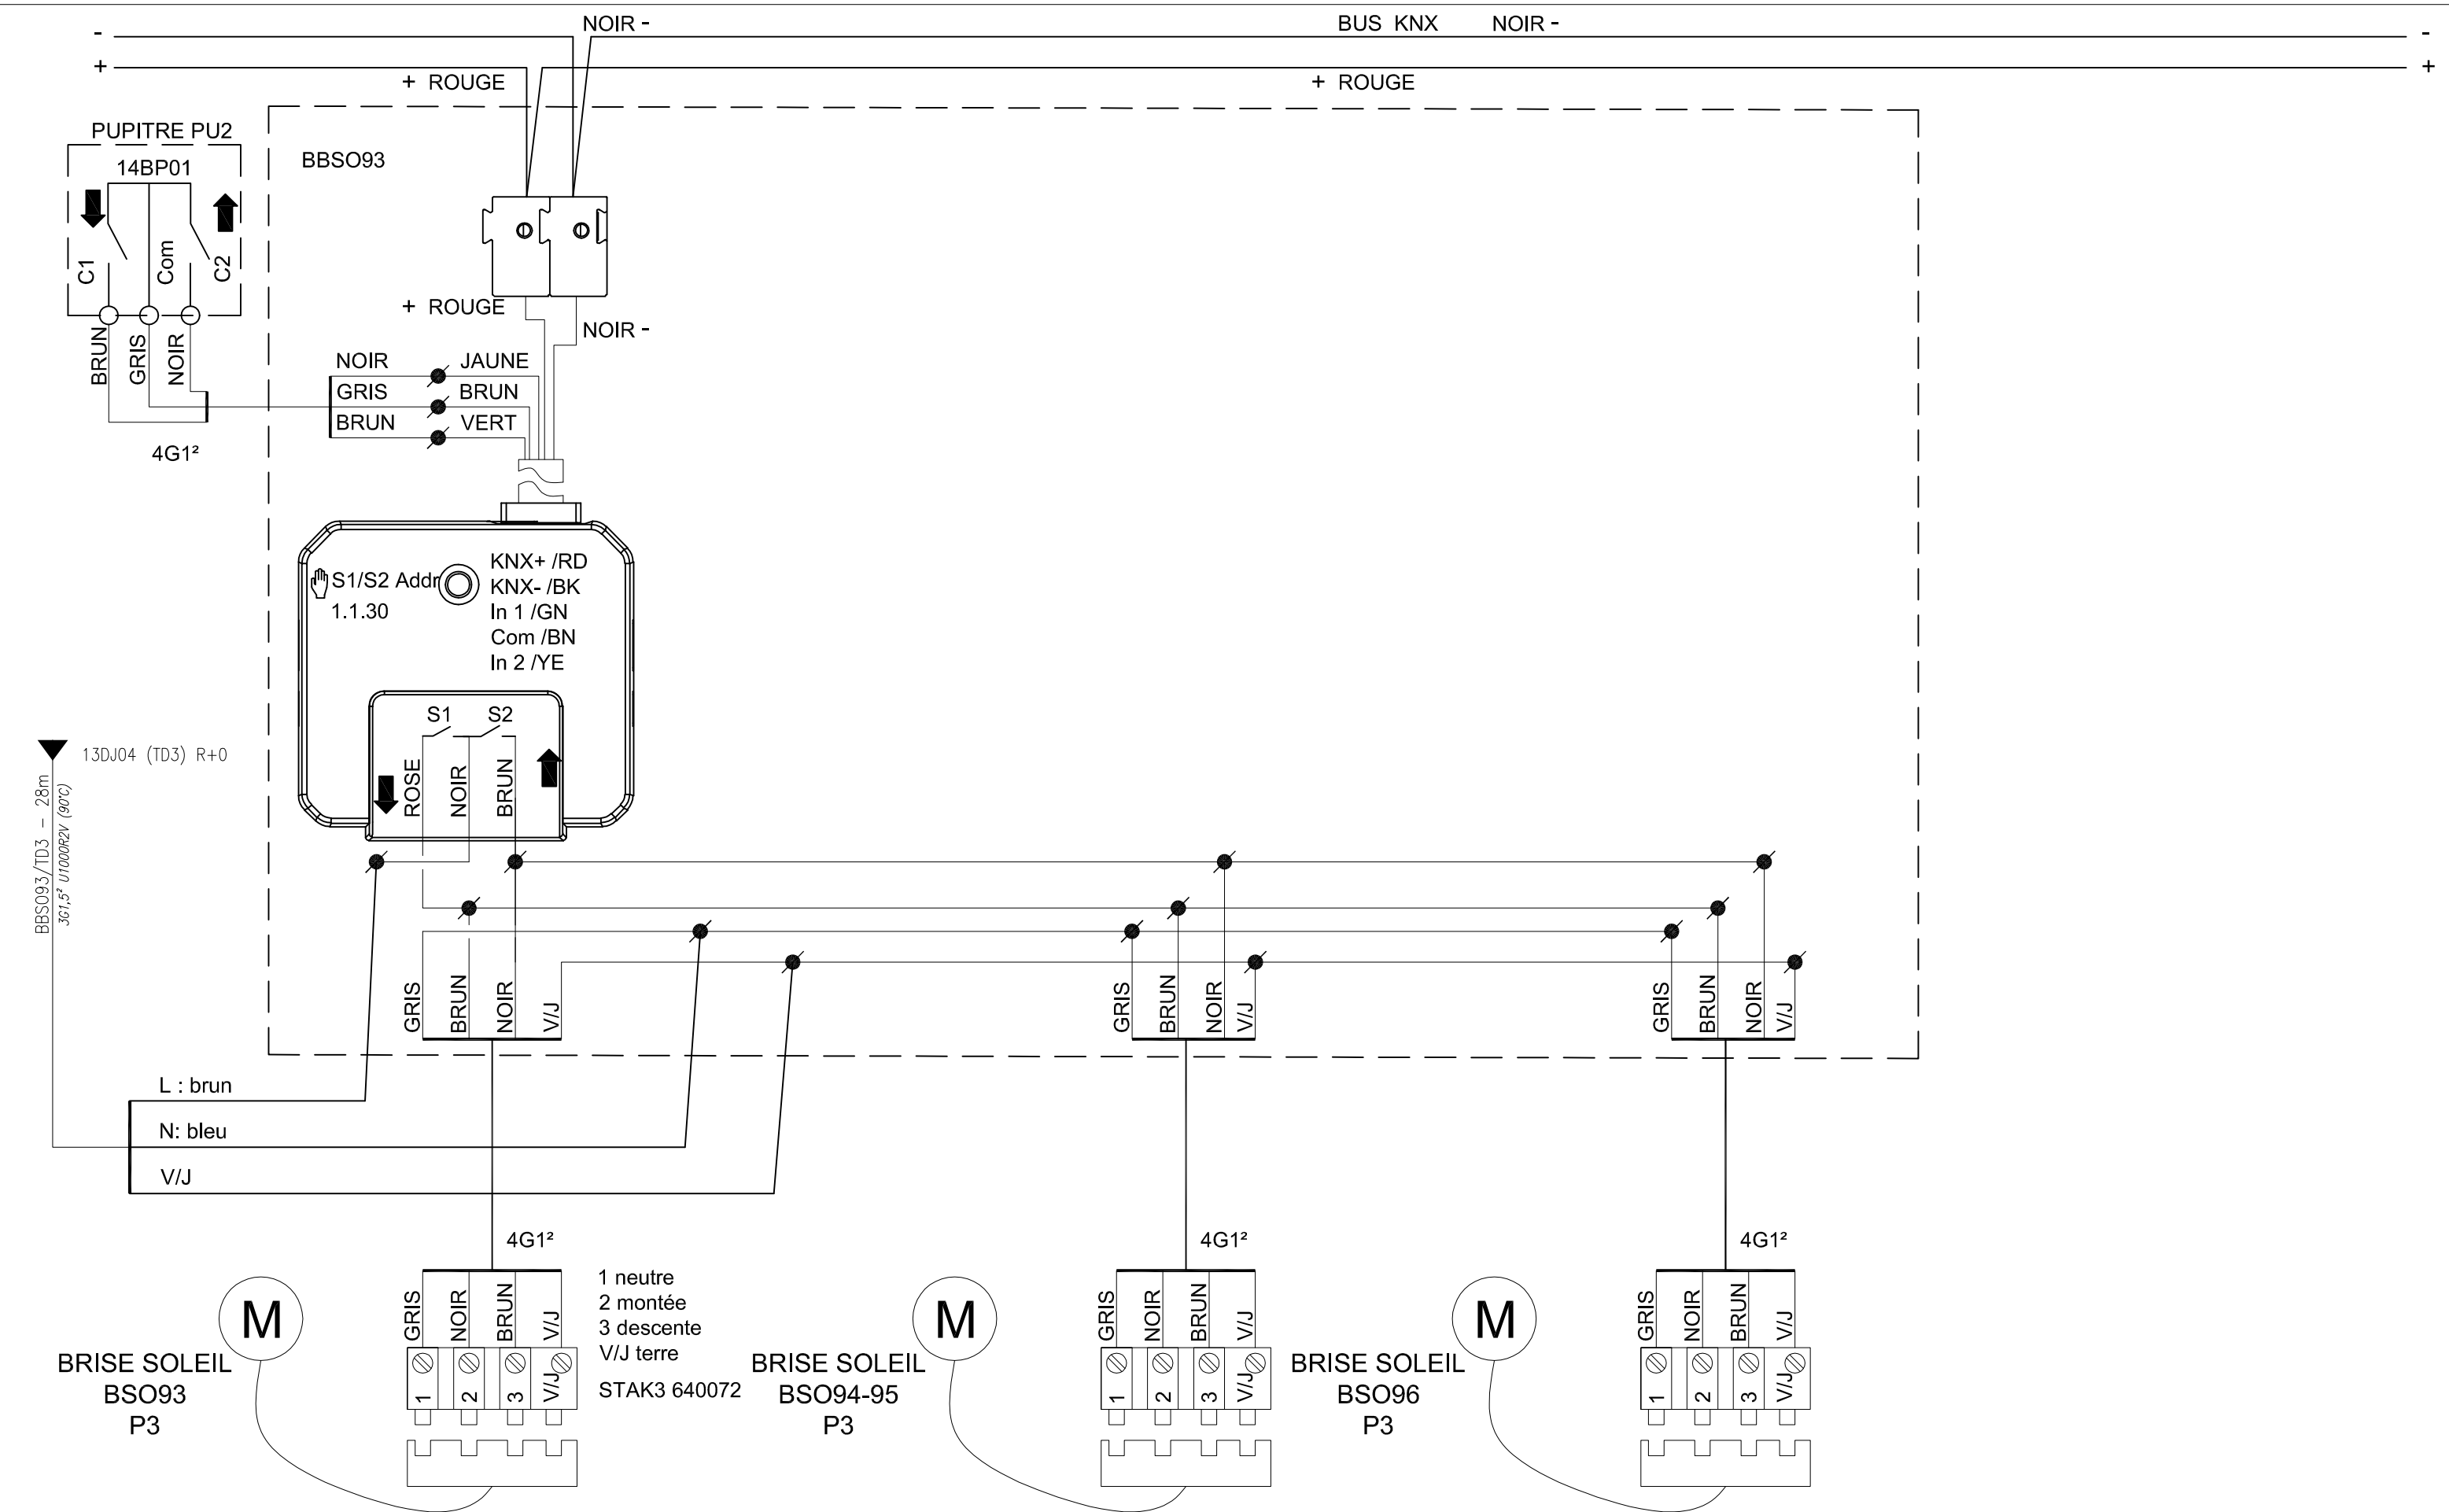 NOIR -
BUS KNX NOIR -
-
-
+
+
+ ROUGE
+ ROUGE
PUPITRE PU2
14BP01
BBSO93
C1
Com
C2
+ ROUGE
NOIR -
BRUN
GRIS
NOIR
NOIR JAUNE
GRIS BRUN
BRUN VERT
4G1²
S1/S2 Addr
1.1.30
KNX+ /RD
KNX- /BK
In 1 /GN
Com /BN
In 2 /YE
S1 S2
ROSE
NOIR
BRUN
13DJ04 (TD3) R+0
BBSO93/TD3 - 28m
3G1,5² U1000R2V (90°C)
GRIS
BRUN
NOIR
V/J
GRIS
BRUN
NOIR
V/J
GRIS
BRUN
NOIR
V/J
L : brun
N: bleu
V/J
4G1²
4G1²
4G1²
GRIS
NOIR
BRUN
V/J
1 neutre
2 montée
3 descente
V/J terre
STAK3 640072
1
2
3
V/J
M
BRISE SOLEIL
BSO93
P3
GRIS
NOIR
BRUN
V/J
1
2
3
V/J
M
BRISE SOLEIL
BSO94-95
P3
GRIS
NOIR
BRUN
V/J
1
2
3
V/J
M
BRISE SOLEIL
BSO96
P3